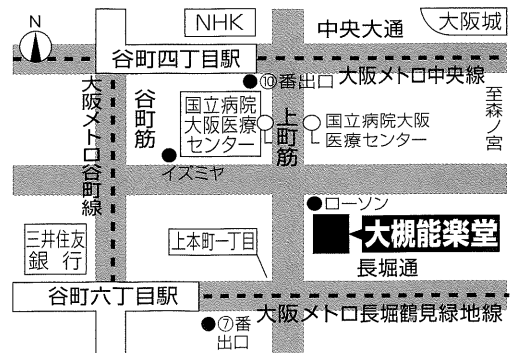 N
NHK
中央大通
大阪城
谷町四丁目駅
⑩番出口
大阪メトロ中央線
大阪メトロ谷町線
谷町筋
国立病院
大阪医療
センター
上町筋
国立病院大阪
医療センター
至森ノ宮
イズミヤ
ローソン
大槻能楽堂
三井住友
銀行
上本町一丁目
長堀通
谷町六丁目駅
大阪メトロ長堀鶴見緑地線
⑦番
出口